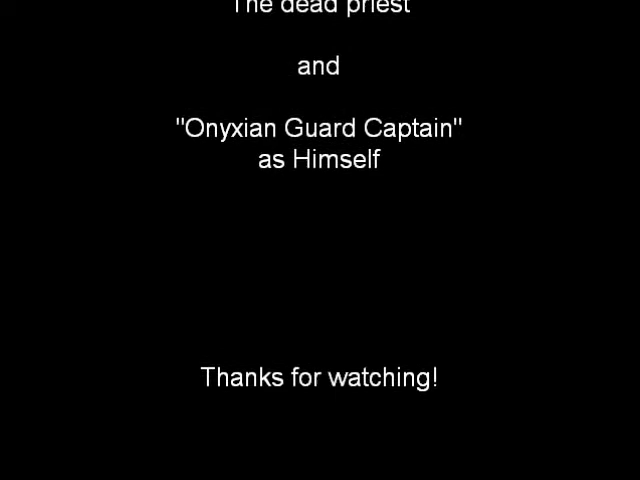 The dead priest
and
"Onyxian Guard Captain"
as Himself
Thanks for watching!